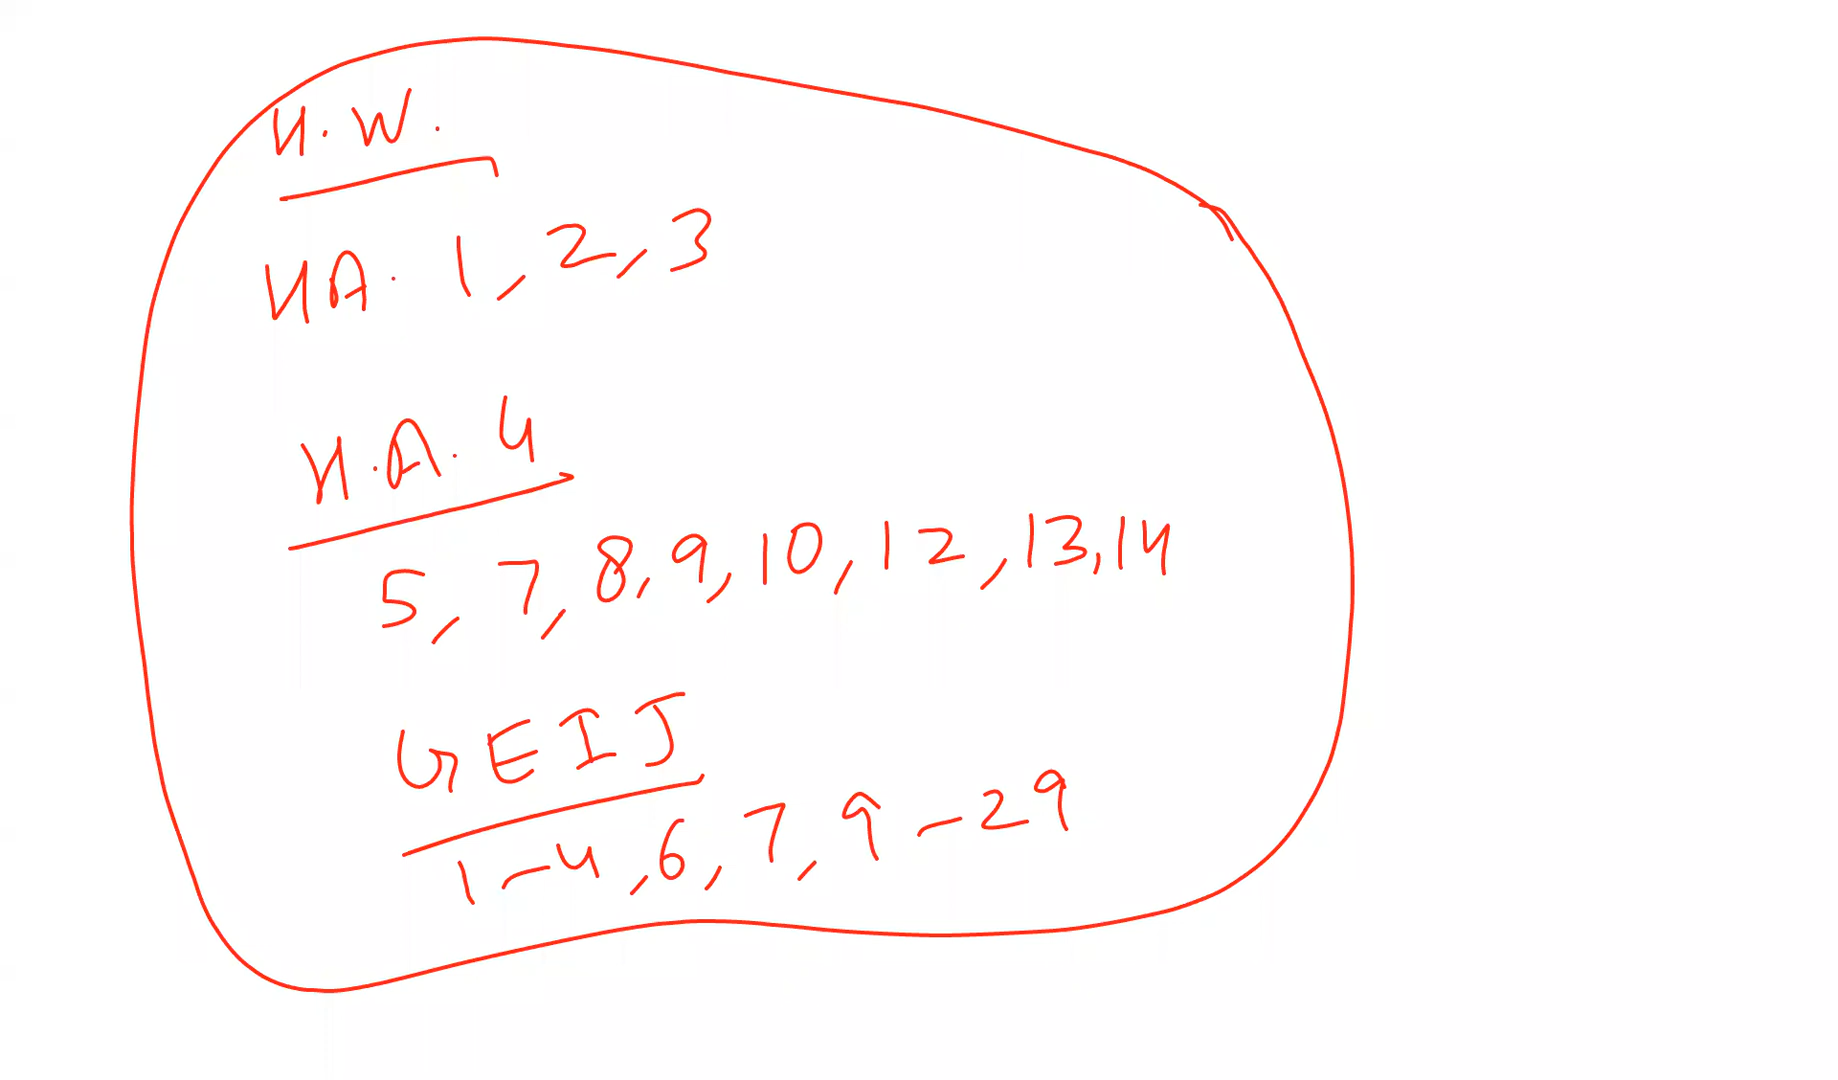 H.W.
HA. 1, 2, 3
H.A. 4
5, 7, 8, 9, 10, 12, 13, 14
GEIJ
1-4, 6, 7, 9-29